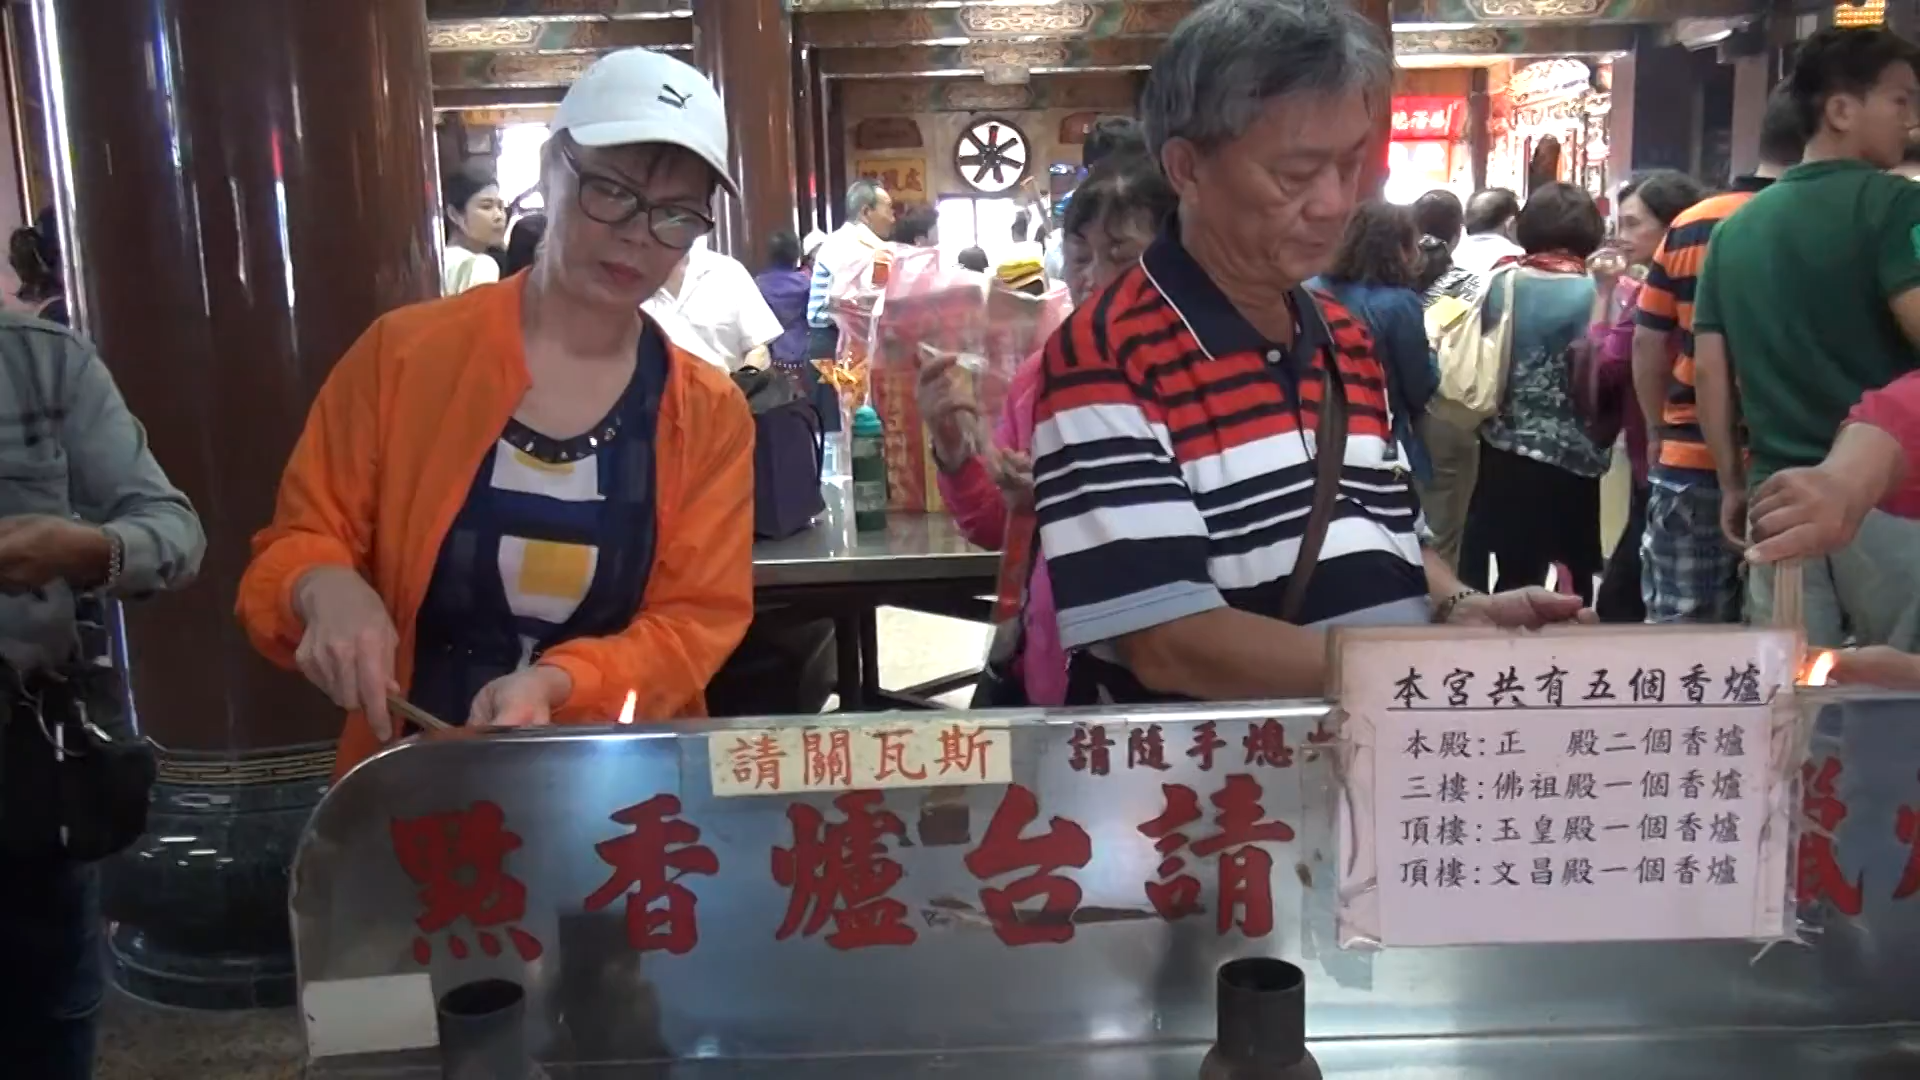 本宮共有五個香爐
本殿:正 殿二個香爐
三樓:佛祖殿一個香爐
頂樓:玉皇殿一個香爐
頂樓:文昌殿一個香爐
請關瓦斯
請隨手熄
點香爐台請